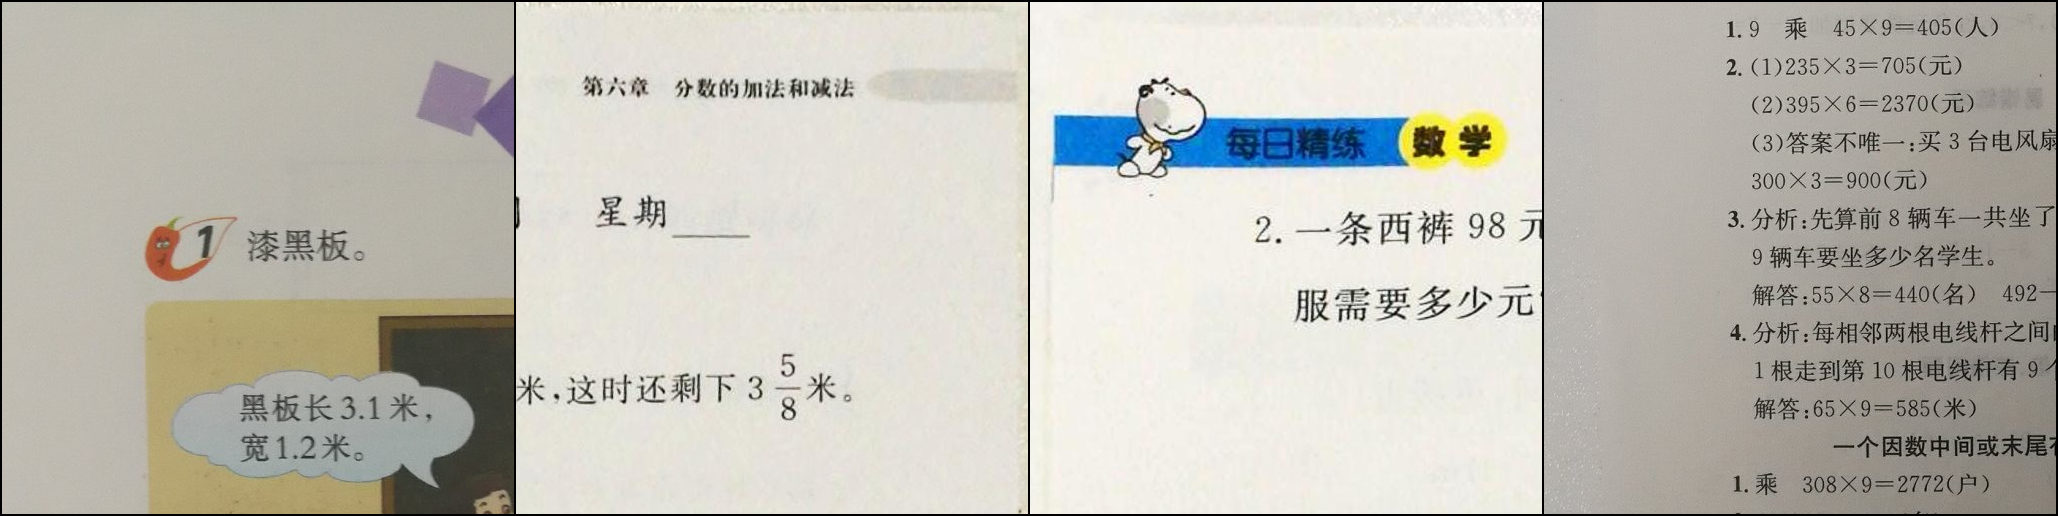 1 漆黑板。
黑板长3.1米，
宽1.2米。
第六章 分数的加法和减法
星期____
米，这时还剩下 3 5/8 米。
每日精练 数学
2. 一条西裤 98 元
服需要多少元
1. 9 乘 45×9=405(人)
2. (1)235×3=705(元)
(2)395×6=2370(元)
(3)答案不唯一：买 3 台电风扇
300×3=900(元)
3. 分析：先算前 8 辆车一共坐了
9 辆车要坐多少名学生。
解答：55×8=440(名) 492—
4. 分析：每相邻两根电线杆之间
1 根走到第 10 根电线杆有 9 个
解答：65×9=585(米)
一个因数中间或末尾有
1. 乘 308×9=2772(户)